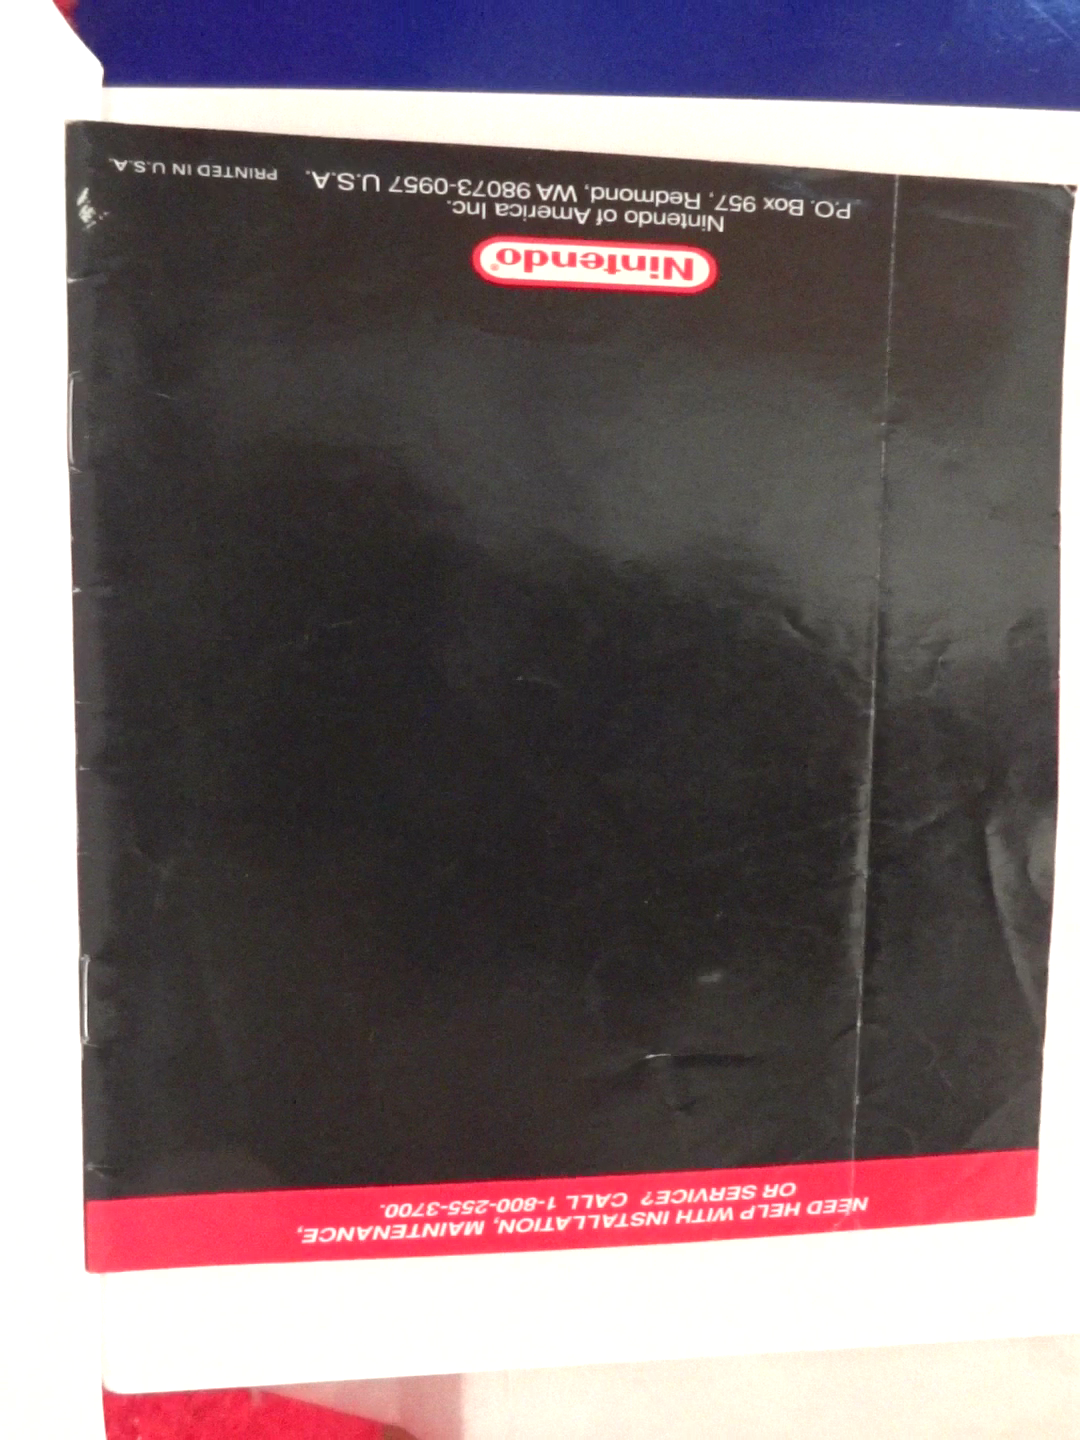 NEED HELP WITH INSTALLATION, MAINTENANCE,
OR SERVICE? CALL 1-800-255-3700.
Nintendo®
Nintendo of America Inc.
P.O. Box 957, Redmond, WA 98073-0957 U.S.A.
PRINTED IN U.S.A.